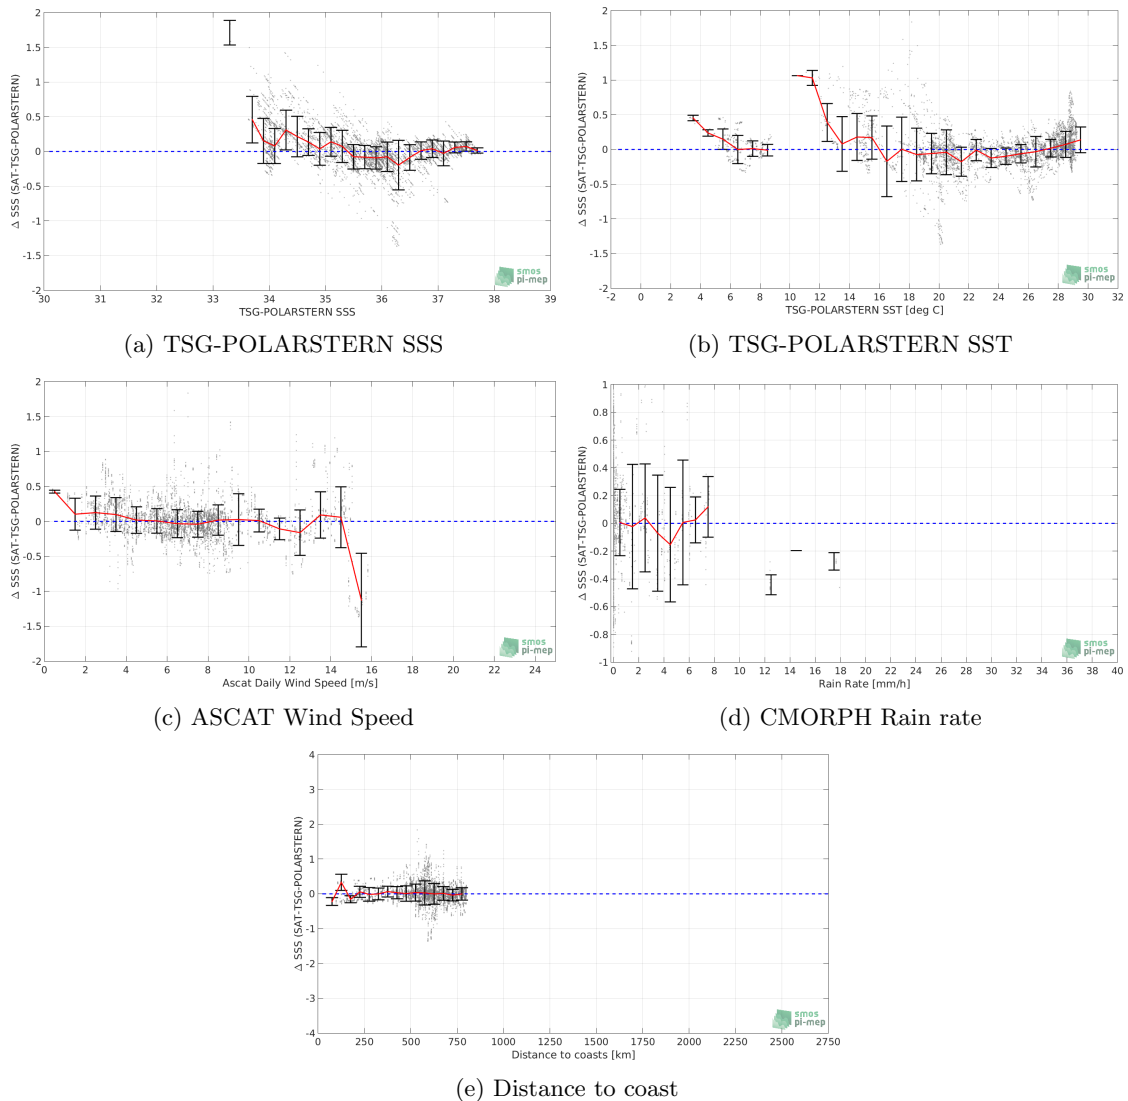 2
1.5
1
0.5
0
-0.5
-1
-1.5
-2
Δ SSS (SAT-TSG-POLARSTERN)
30 31 32 33 34 35 36 37 38 39
TSG-POLARSTERN SSS
smos
pi-mep
(a) TSG-POLARSTERN SSS
2
1.5
1
0.5
0
-0.5
-1
-1.5
-2
Δ SSS (SAT-TSG-POLARSTERN)
-2 0 2 4 6 8 10 12 14 16 18 20 22 24 26 28 30 32
TSG-POLARSTERN SST [deg C]
smos
pi-mep
(b) TSG-POLARSTERN SST
2
1.5
1
0.5
0
-0.5
-1
-1.5
-2
Δ SSS (SAT-TSG-POLARSTERN)
2 4 6 8 10 12 14 16 18 20 22 24
Ascat Daily Wind Speed [m/s]
smos
pi-mep
(c) ASCAT Wind Speed
1
0.8
0.6
0.4
0.2
0
-0.2
-0.4
-0.6
-0.8
-1
Δ SSS (SAT-TSG-POLARSTERN)
0 2 4 6 8 10 12 14 16 18 20 22 24 26 28 30 32 34 36 38 40
Rain Rate [mm/h]
smos
pi-mep
(d) CMORPH Rain rate
4
3
2
1
0
-1
-2
-3
-4
Δ SSS (SAT-TSG-POLARSTERN)
0 250 500 750 1000 1250 1500 1750 2000 2250 2500 2750
Distance to coasts [km]
smos
pi-mep
(e) Distance to coast